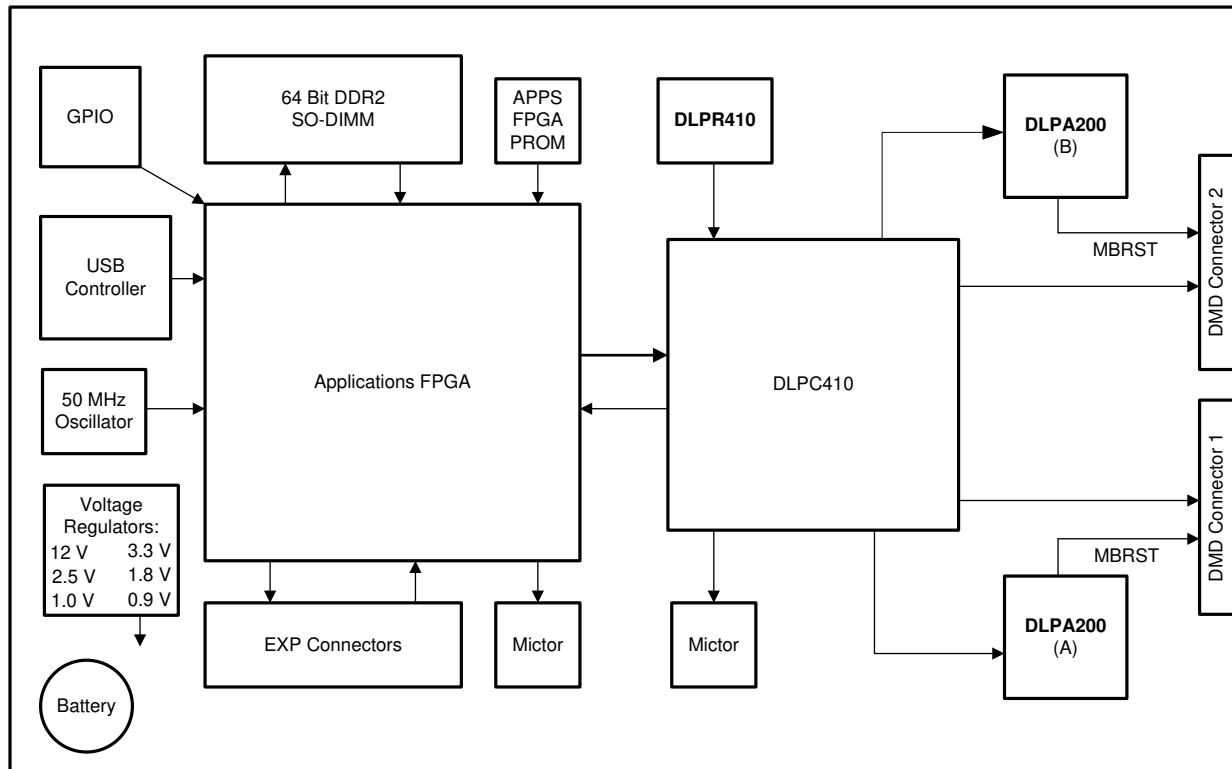 GPIO
64 Bit DDR2
SO-DIMM
APPS
FPGA
PROM
DLPR410
DLPA200
(B)
MBRST
DMD Connector 2
USB
Controller
50 MHz
Oscillator
Applications FPGA
DLPC410
Voltage
Regulators:
12 V 3.3 V
2.5 V 1.8 V
1.0 V 0.9 V
DMD Connector 1
MBRST
DLPA200
(A)
EXP Connectors
Mictor
Mictor
Battery